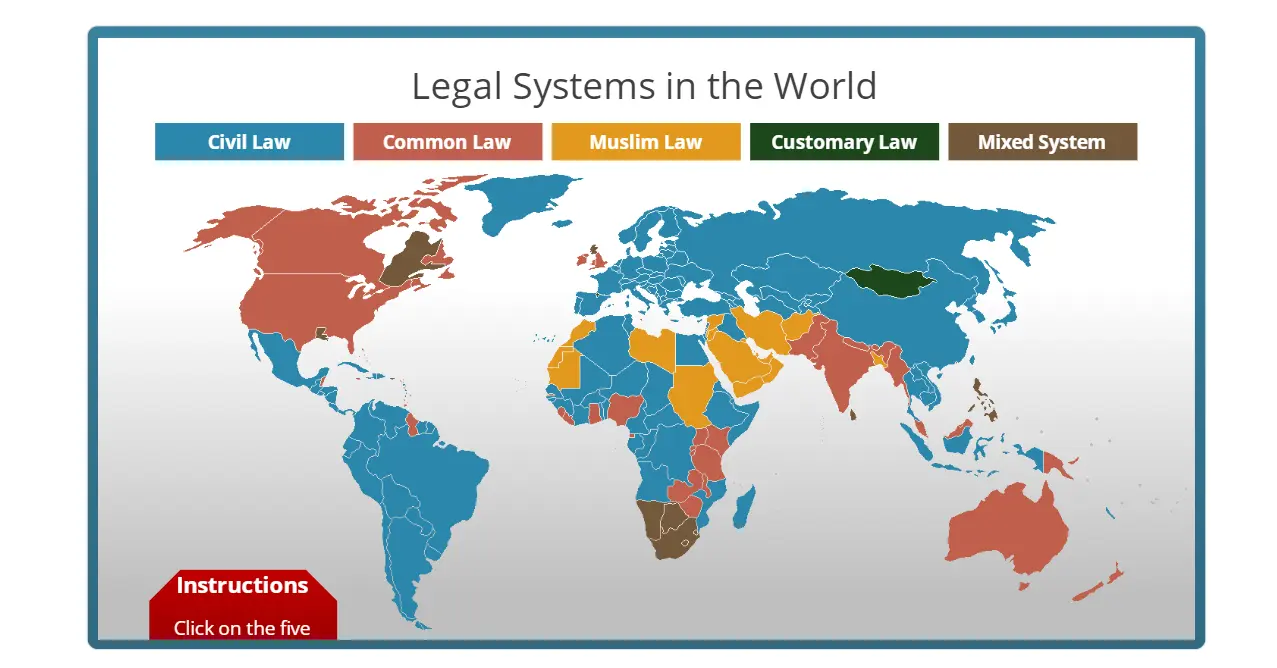 Legal Systems in the World
Civil Law
Common Law
Muslim Law
Customary Law
Mixed System
Instructions
Click on the five